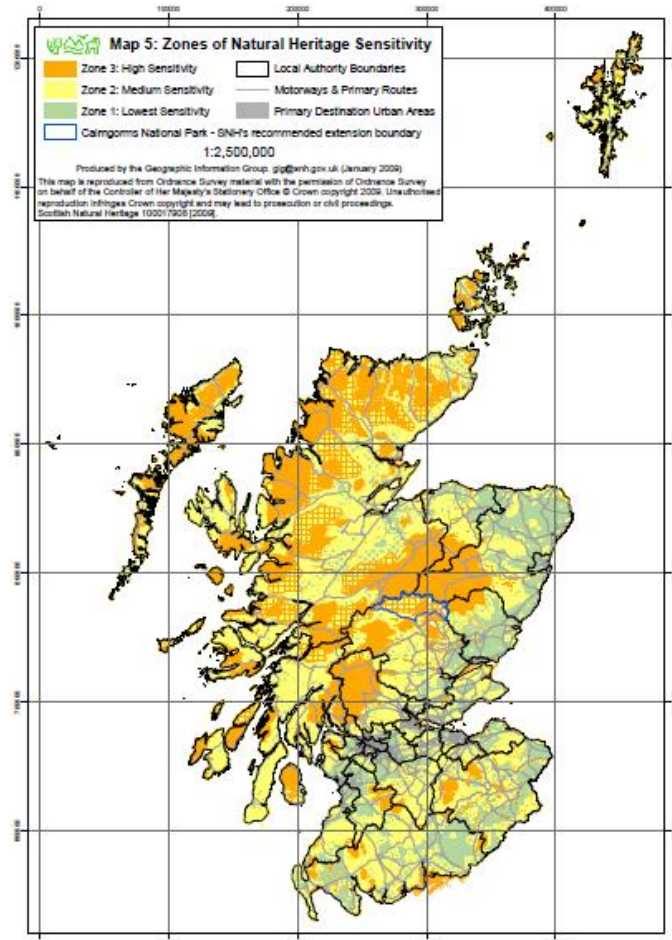 0
100000
200000
300000
400000
Map 5: Zones of Natural Heritage Sensitivity
Zone 3: High Sensitivity
Local Authority Boundaries
Zone 2: Medium Sensitivity
Motorways & Primary Routes
Zone 1: Lowest Sensitivity
Primary Destination Urban Areas
Cairngorms National Park - SNH's recommended extension boundary
1:2,500,000
Produced by the Geographic Information Group. gig@snh.gov.uk (January 2009)
This map is reproduced from Ordnance Survey material with the permission of Ordnance Survey
on behalf of the Controller of Her Majesty's Stationery Office © Crown copyright 2009. Unauthorised
reproduction infringes Crown copyright and may lead to prosecution or civil proceedings.
Scottish Natural Heritage 100017908 [2009].
0
100000
200000
300000
400000